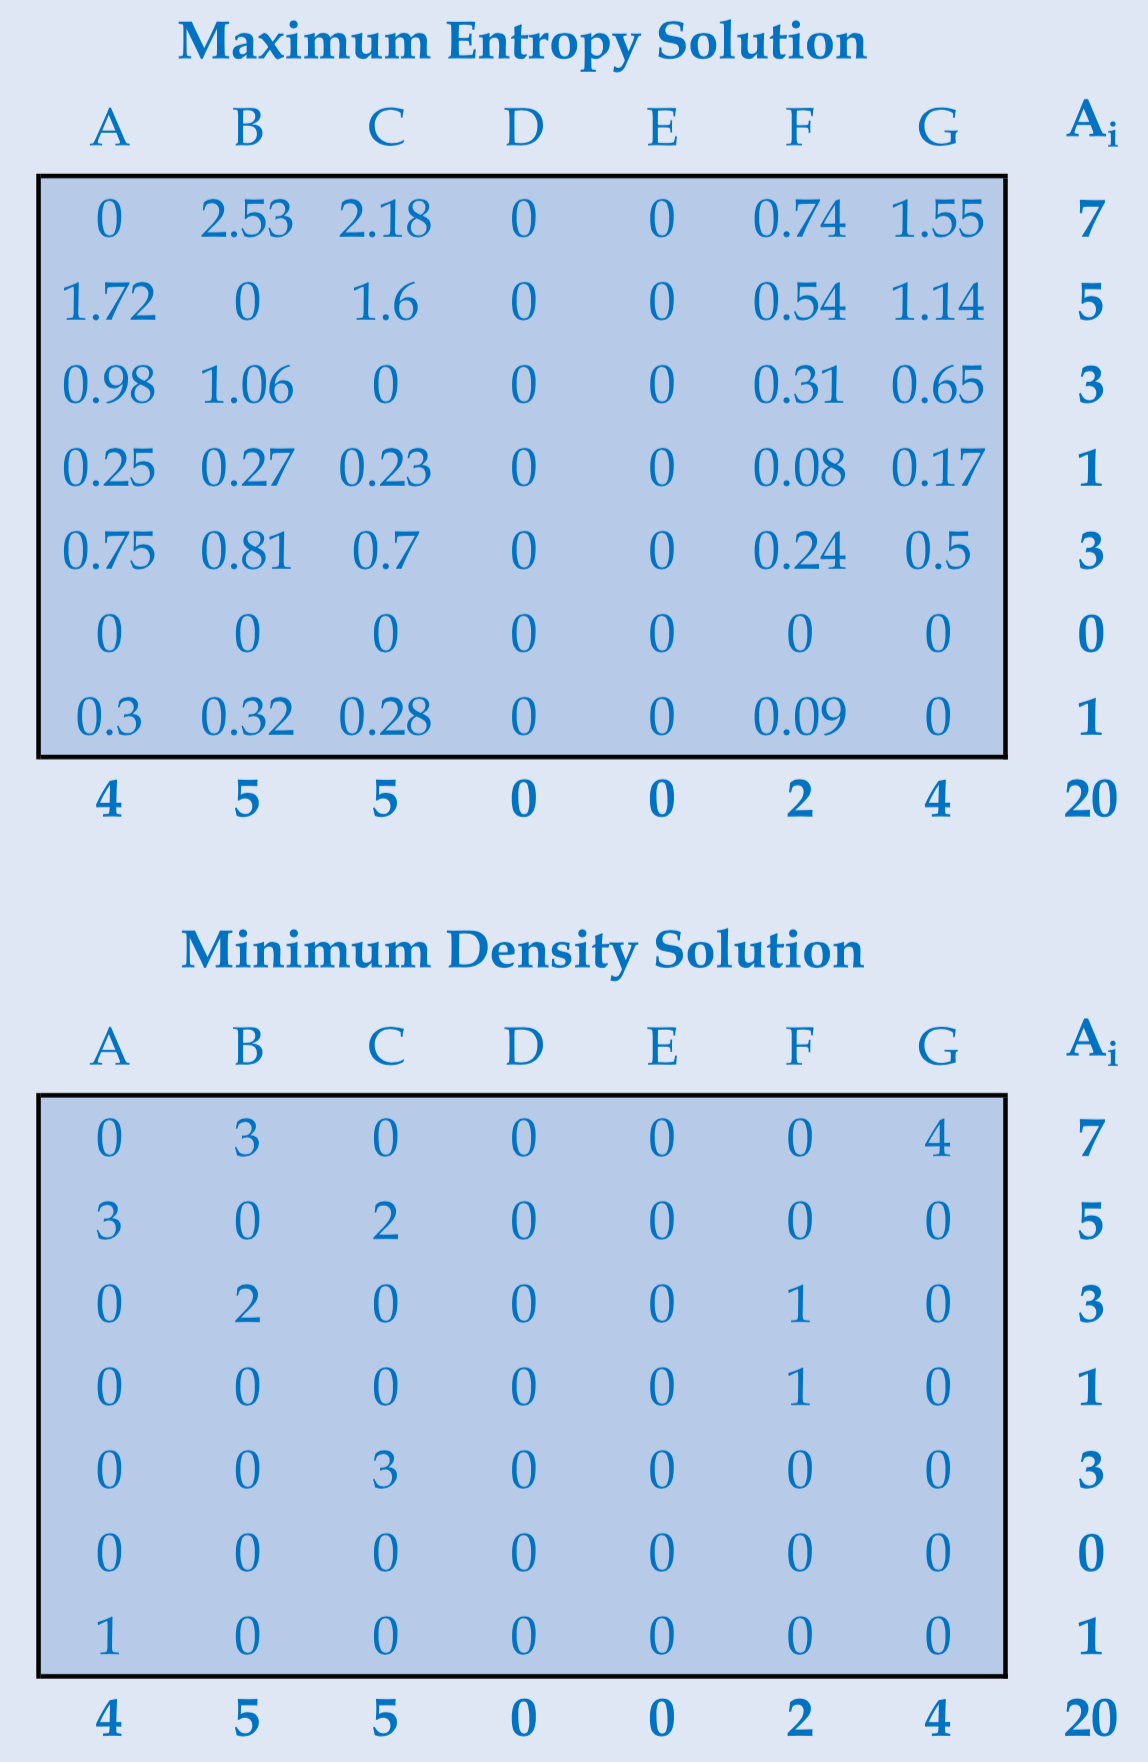 Maximum Entropy Solution
A B C D E F G Ai
0 2.53 2.18 0 0 0.74 1.55 7
1.72 0 1.6 0 0 0.54 1.14 5
0.98 1.06 0 0 0 0.31 0.65 3
0.25 0.27 0.23 0 0 0.08 0.17 1
0.75 0.81 0.7 0 0 0.24 0.5 3
0 0 0 0 0 0 0 0
0.3 0.32 0.28 0 0 0.09 0 1
4 5 5 0 0 2 4 20
Minimum Density Solution
A B C D E F G Ai
0 3 0 0 0 0 4 7
3 0 2 0 0 0 0 5
0 2 0 0 0 1 0 3
0 0 0 0 0 1 0 1
0 0 3 0 0 0 0 3
0 0 0 0 0 0 0 0
1 0 0 0 0 0 0 1
4 5 5 0 0 2 4 20